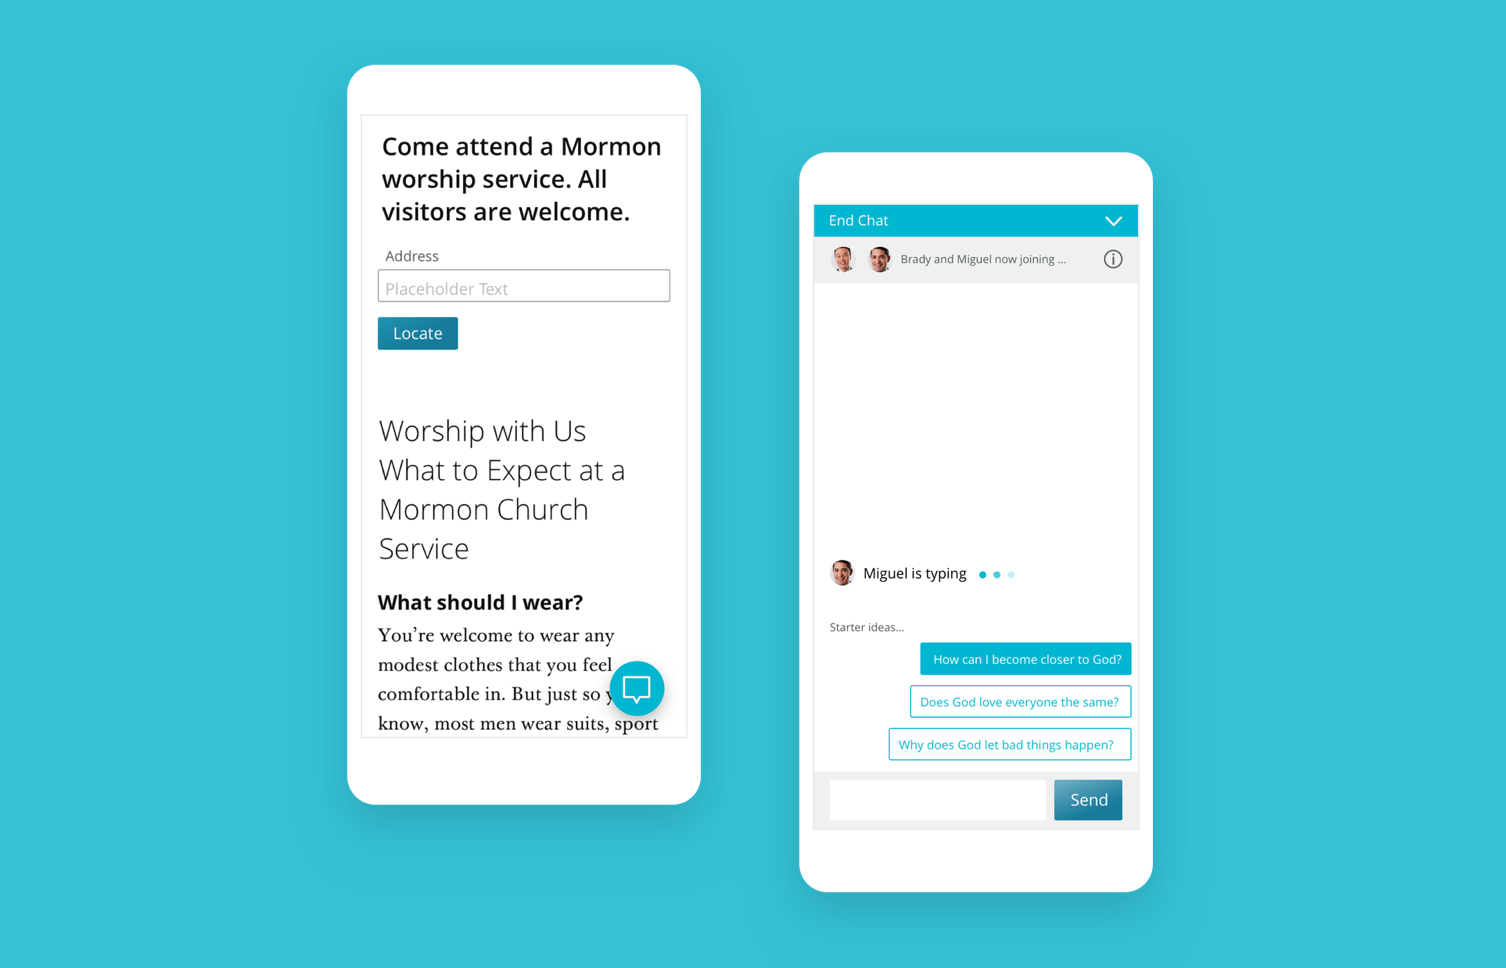 Come attend a Mormon
worship service. All
visitors are welcome.
Address
Placeholder Text
Locate
Worship with Us
What to Expect at a
Mormon Church
Service
What should I wear?
You’re welcome to wear any
modest clothes that you feel
comfortable in. But just so
know, most men wear suits, sport
End Chat
Brady and Miguel now joining ...
Miguel is typing
Starter ideas...
How can I become closer to God?
Does God love everyone the same?
Why does God let bad things happen?
Send